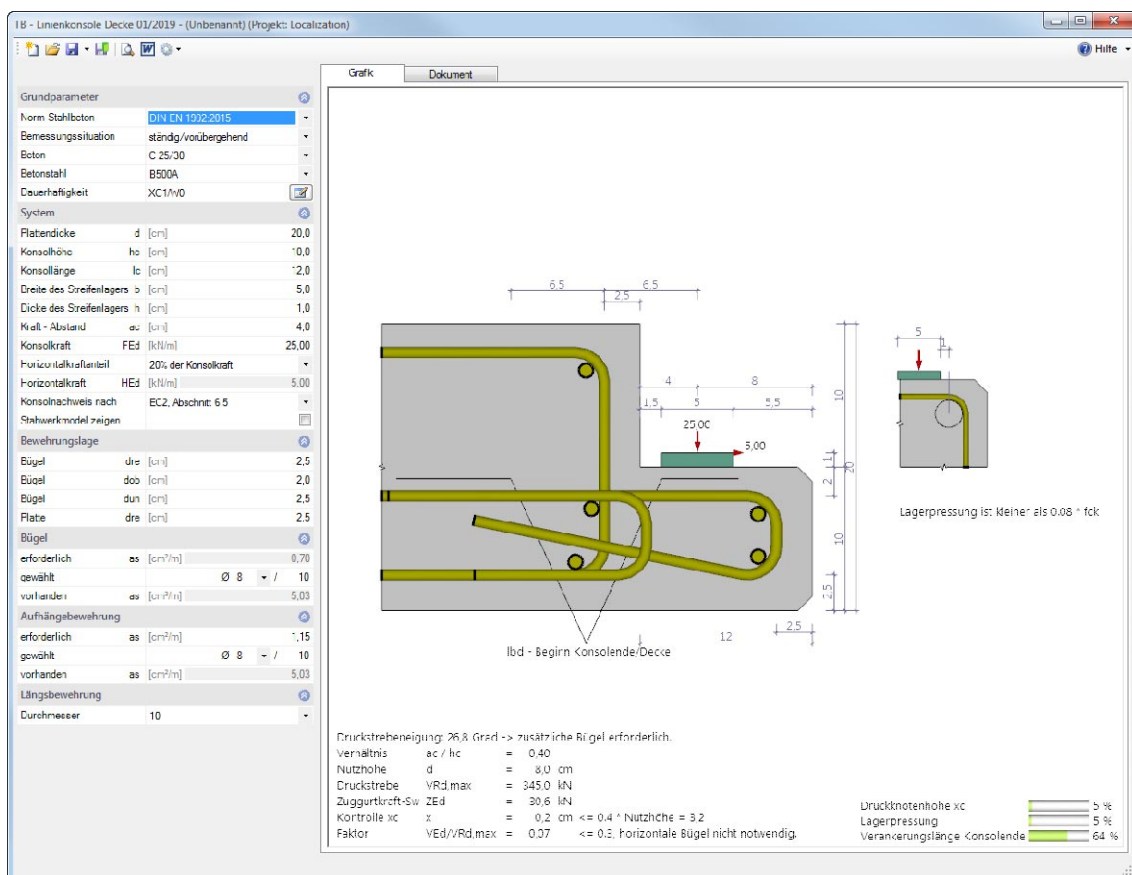 TB - Linienkonsole Decke 01/2019 - (Unbenannt) (Projekt: Localization)
Hilfe
Grafik Dokument
Grundparameter
Norm Stahlbeton DIN EN 1992:2015
Bemessungssituation ständig/vorübergehend
Beton C 25/30
Betonstahl B500A
Dauerhaftigkeit XC1/W0
System
Plattendicke d [cm] 20,0
Konsolhöhe hc [cm] 10,0
Konsollänge lc [cm] 12,0
Breite des Streifenlagers b [cm] 5,0
Dicke des Streifenlagers h [cm] 1,0
Kraft - Abstand ac [cm] 4,0
Konsolkraft FEd [kN/m] 25,00
Horizontalkraftanteil 20% der Konsolkraft
Horizontalkraft HEd [kN/m] 5,00
Konsolnachweis nach EC2, Abschnitt 6.5
Stabwerkmodel zeigen
Bewehrungslage
Bügel dre [cm] 2,5
Bügel dob [cm] 2,0
Bügel dun [cm] 2,5
Platte dre [cm] 2,5
Bügel
erforderlich as [cm²/m] 0,70
gewählt Ø 8 / 10
vorhanden as [cm²/m] 5,03
Aufhängebewehrung
erforderlich as [cm²/m] 1,15
gewählt Ø 8 / 10
vorhanden as [cm²/m] 5,03
Längsbewehrung
Durchmesser 10
6,5 6,5
2,5
4 8
1,5 5 5,5
25,00
5,00
10
1
20
2
10
2,5
12
2,5
lbd - Beginn Konsolende/Decke
5
1
Lagerpressung ist kleiner als 0.08 * fck
Druckstrebeneigung: 26,8 Grad -> zusätzliche Bügel erforderlich.
Verhältnis ac / hc = 0,40
Nutzhöhe d = 8,0 cm
Druckstrebe VRd,max = 345,0 kN
Zuggurtkraft-Sw ZEd = 30,6 kN
Kontrolle xc x = 0,2 cm <= 0.4 * Nutzhöhe = 3.2
Faktor VEd/VRd,max = 0,07 <= 0.3, horizontale Bügel nicht notwendig.
Druckknotenhöhe xc 5 %
Lagerpressung 5 %
Verankerungslänge Konsolende 64 %